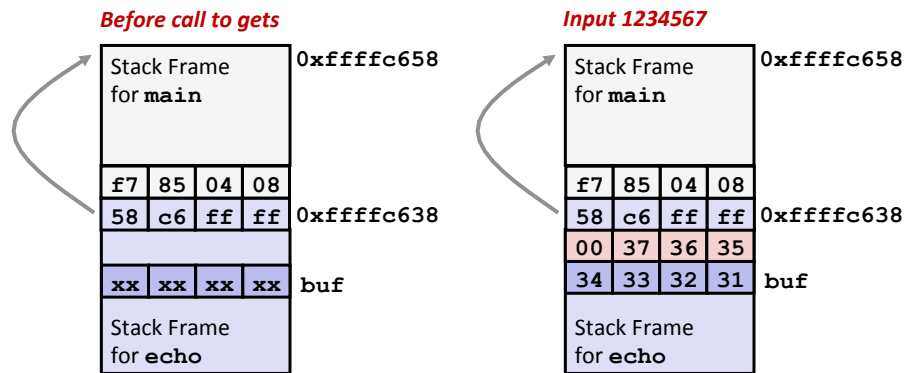 Before call to gets
Stack Frame
for main
0xffffc658
f7 85 04 08
58 c6 ff ff
0xffffc638
xx xx xx xx
buf
Stack Frame
for echo
Input 1234567
Stack Frame
for main
0xffffc658
f7 85 04 08
58 c6 ff ff
0xffffc638
00 37 36 35
34 33 32 31
buf
Stack Frame
for echo